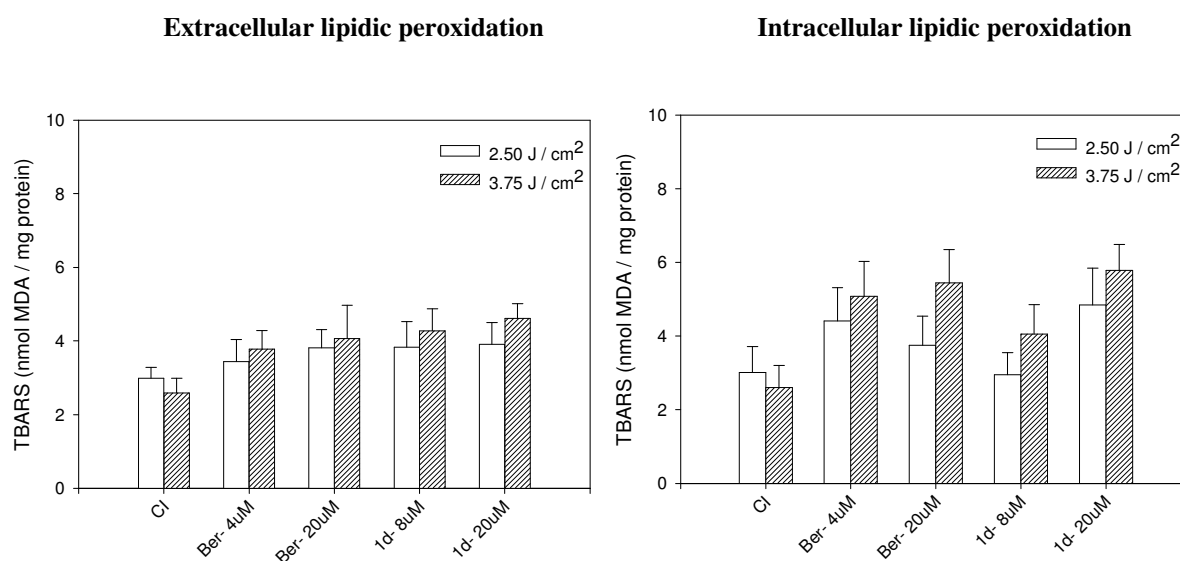 Extracellular lipidic peroxidation
TBARS (nmol MDA / mg protein)
10
8
6
4
2
0
2.50 J / cm²
3.75 J / cm²
CI
Ber- 4uM
Ber- 20uM
1d- 8uM
1d- 20uM
Intracellular lipidic peroxidation
TBARS (nmol MDA / mg protein)
10
8
6
4
2
0
2.50 J / cm²
3.75 J / cm²
CI
Ber- 4uM
Ber- 20uM
1d- 8uM
1d- 20uM